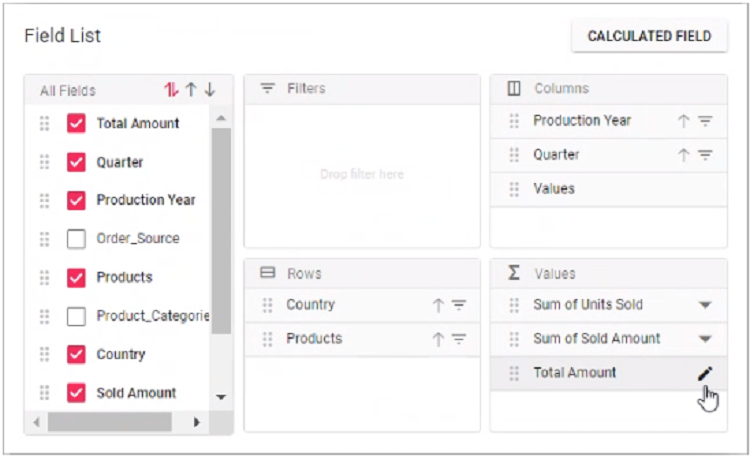 Field List
CALCULATED FIELD
All Fields
Total Amount
Quarter
Production Year
Order_Source
Products
Product_Categorie
Country
Sold Amount
Filters
Drop filter here
Columns
Production Year
Quarter
Values
Rows
Country
Products
Values
Sum of Units Sold
Sum of Sold Amount
Total Amount